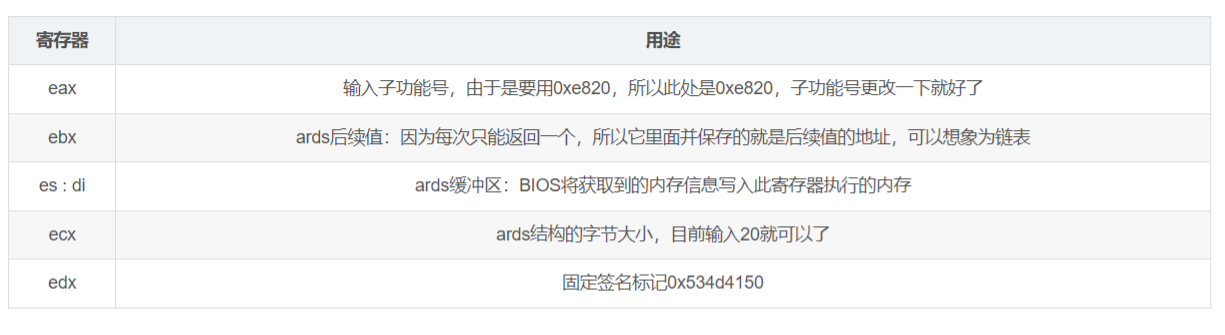 寄存器 用途
eax 输入子功能号，由于是要用0xe820，所以此处是0xe820，子功能号更改一下就好了
ebx ards后续值：因为每次只能返回一个，所以它里面并保存的就是后续值的地址，可以想象为链表
es : di ards缓冲区：BIOS将获取到的内存信息写入此寄存器执行的内存
ecx ards结构的字节大小，目前输入20就可以了
edx 固定签名标记0x534d4150